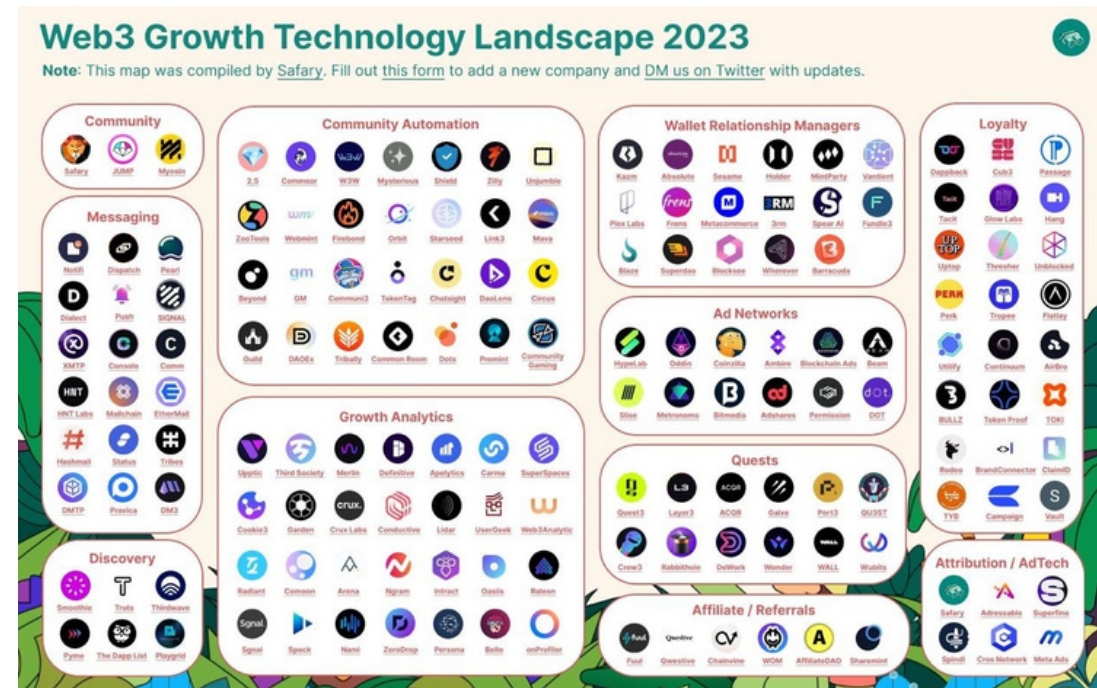 Web3 Growth Technology Landscape 2023
Note: This map was compiled by Safary. Fill out this form to add a new company and DM us on Twitter with updates.
Community
Safary JUMP Myosin
Messaging
Notifi Dispatch Pearl
Dialect Push SIGNAL
XMTP Console Comm
HNT Labs Mailchain EtherMail
Hashmail Status Tribes
DMTP Pravica DM3
Discovery
Smoothie Truts Thirdwave
Pyme The Dapp List Playgrid
Community Automation
2.5 Commsor W3W Mysterious Shield Zilly Unjumble
ZooTools Webmint Firebond Orbit Starseed Link3 Mava
Beyond GM Communi3 TokenTag Chatsight DaoLens Circus
Guild DAOEx Tribally Common Room Dots Premint Community Gaming
Growth Analytics
Upptic Third Society Merlin Definitive Apolytics Carma SuperSpaces
Cookie3 Garden Crux Labs Conductive Lidar UserGeek Web3Analytic
Radiant Comoon Arena Ngram Intract Oasiis Raleon
Sgnal Spock Nami ZeroDrop Persona Bello onProfiler
Wallet Relationship Managers
Kazm Absolute Sesame Holder MintParty Vantient
Plex Labs Frens Metacommerce 3rm Spear AI Fundle3
Blaze Superdao Blocksee Wherever Barracuda
Ad Networks
HypeLab Oddin Coinzilla Ambire Blockchain Ads Beam
Slise Metronomo Bitmedia Adshares Permission DOT
Quests
Quest3 Layer3 ACQR Galxe Port3 QU3ST
Crew3 Rabbithole DeWork Wonder WALL Wubits
Affiliate / Referrals
Fuul Qwestive Chainvine WOM AffiliateDAO Sharemint
Loyalty
Dappback Cub3 Passage
Tacit Glow Labs Hang
Uptop Thresher Unblocked
Perk Tropee Flatlay
Utilify Continuum AirBro
BULLZ Token Proof TOKI
Rodeo BrandConnector ClaimID
TYB Campaign Vault
Attribution / AdTech
Safary Adressable Superfine
Spindl Cros Network Meta Ads